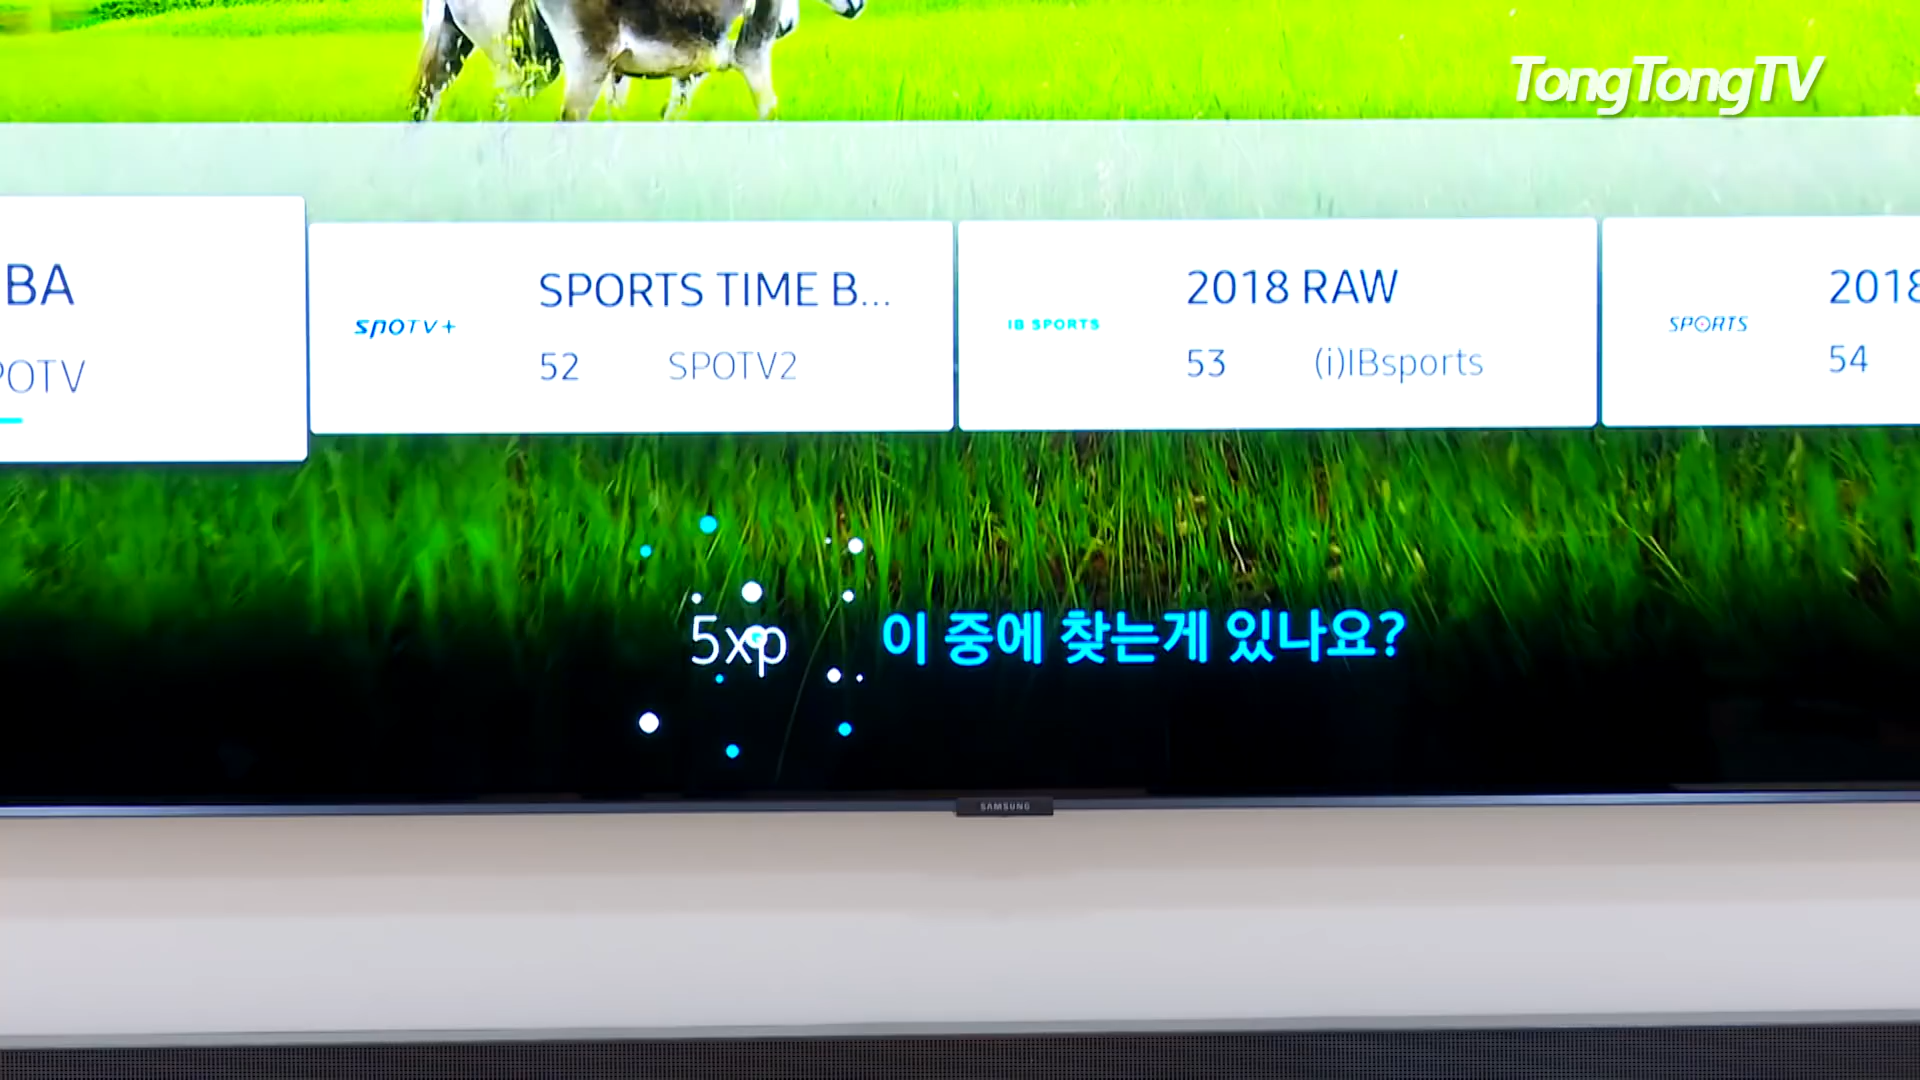 TongTongTV
BA
POTV
spoTV+
SPORTS TIME B...
52 SPOTV2
IB SPORTS
2018 RAW
53 (i)IBsports
SPORTS
2018
54
5xp
이 중에 찾는게 있나요?
SAMSUNG